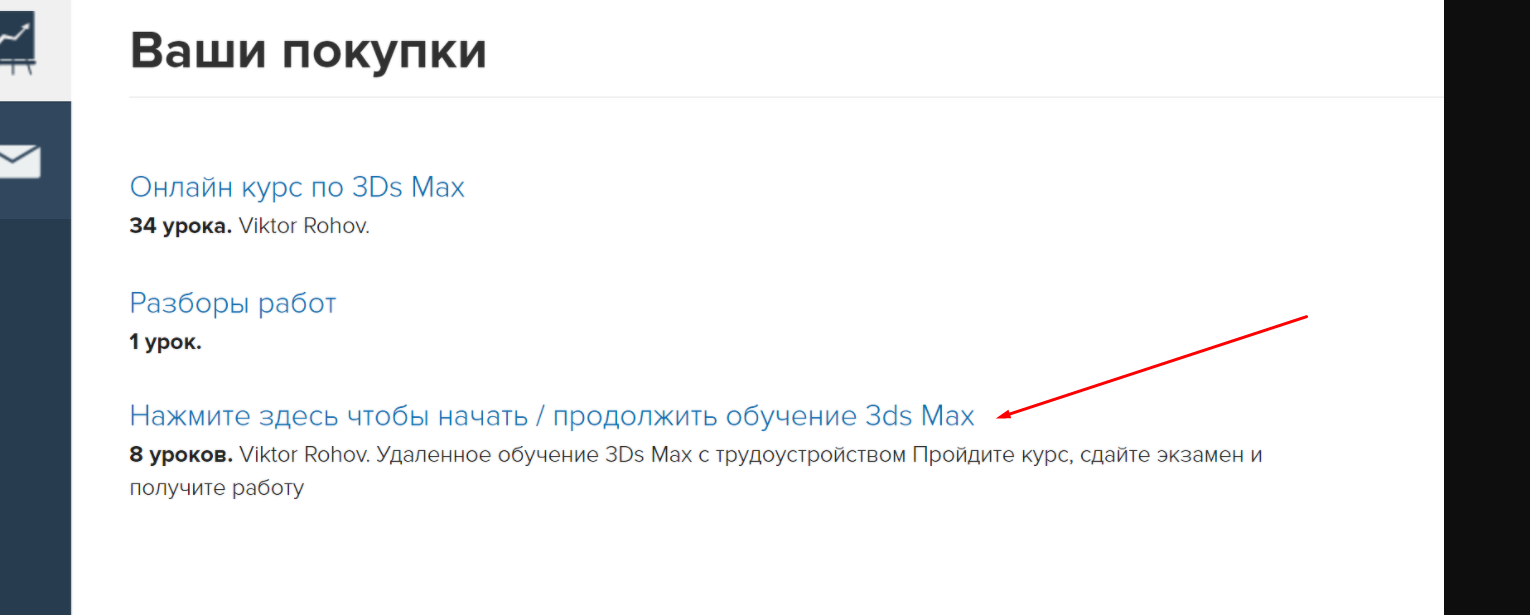 Ваши покупки
Онлайн курс по 3Ds Max
34 урока. Viktor Rohov.
Разборы работ
1 урок.
Нажмите здесь чтобы начать / продолжить обучение 3ds Max
8 уроков. Viktor Rohov. Удаленное обучение 3Ds Max с трудоустройством Пройдите курс, сдайте экзамен и
получите работу